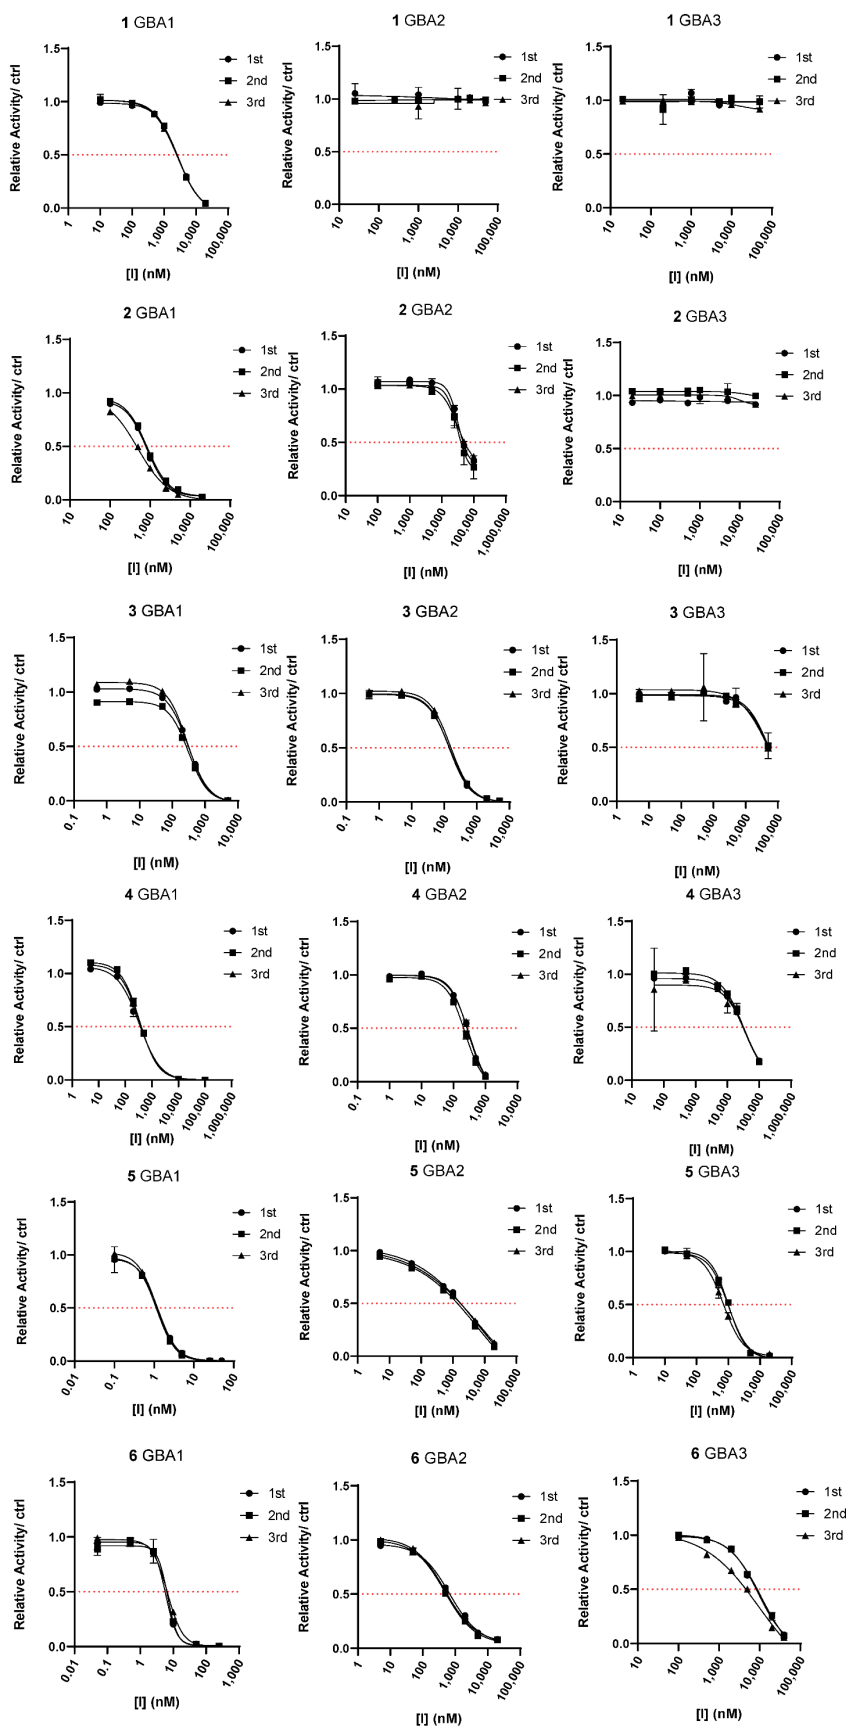 1 GBA1
1 GBA2
1 GBA3
Relative Activity/ ctrl
1.5
1.0
0.5
0.0
1
10
100
1,000
10,000
100,000
[I] (nM)
1st
2nd
3rd
Relative Activity/ ctrl
1.5
1.0
0.5
0.0
10
100
1,000
10,000
100,000
[I] (nM)
1st
2nd
3rd
Relative Activity/ ctrl
1.5
1.0
0.5
0.0
10
100
1,000
10,000
100,000
[I] (nM)
1st
2nd
3rd
2 GBA1
2 GBA2
2 GBA3
Relative Activity/ ctrl
1.5
1.0
0.5
0.0
10
100
1,000
10,000
100,000
[I] (nM)
1st
2nd
3rd
Relative Activity/ ctrl
1.5
1.0
0.5
0.0
10
100
1,000
10,000
100,000
1,000,000
[I] (nM)
1st
2nd
3rd
Relative Activity/ ctrl
1.5
1.0
0.5
0.0
10
100
1,000
10,000
100,000
[I] (nM)
1st
2nd
3rd
3 GBA1
3 GBA2
3 GBA3
Relative Activity/ ctrl
1.5
1.0
0.5
0.0
0.1
1
10
100
1,000
10,000
[I] (nM)
1st
2nd
3rd
Relative Activity/ ctrl
1.5
1.0
0.5
0.0
0.1
1
10
100
1,000
10,000
[I] (nM)
1st
2nd
3rd
Relative Activity/ ctrl
1.5
1.0
0.5
0.0
1
10
100
1,000
10,000
100,000
[I] (nM)
1st
2nd
3rd
4 GBA1
4 GBA2
4 GBA3
Relative Activity/ ctrl
1.5
1.0
0.5
0.0
1
10
100
1,000
10,000
100,000
1,000,000
[I] (nM)
1st
2nd
3rd
Relative Activity/ ctrl
1.5
1.0
0.5
0.0
0.1
1
10
100
1,000
10,000
[I] (nM)
1st
2nd
3rd
Relative Activity/ ctrl
1.5
1.0
0.5
0.0
10
100
1,000
10,000
100,000
1,000,000
[I] (nM)
1st
2nd
3rd
5 GBA1
5 GBA2
5 GBA3
Relative Activity/ ctrl
1.5
1.0
0.5
0.0
0.01
0.1
1
10
100
[I] (nM)
1st
2nd
3rd
Relative Activity/ ctrl
1.5
1.0
0.5
0.0
1
10
100
1,000
10,000
100,000
[I] (nM)
1st
2nd
3rd
Relative Activity/ ctrl
1.5
1.0
0.5
0.0
1
10
100
1,000
10,000
100,000
[I] (nM)
1st
2nd
3rd
6 GBA1
6 GBA2
6 GBA3
Relative Activity/ ctrl
1.5
1.0
0.5
0.0
0.01
0.1
1
10
100
1,000
[I] (nM)
1st
2nd
3rd
Relative Activity/ ctrl
1.5
1.0
0.5
0.0
1
10
100
1,000
10,000
100,000
[I] (nM)
1st
2nd
3rd
Relative Activity/ ctrl
1.5
1.0
0.5
0.0
10
100
1,000
10,000
100,000
[I] (nM)
1st
2nd
3rd